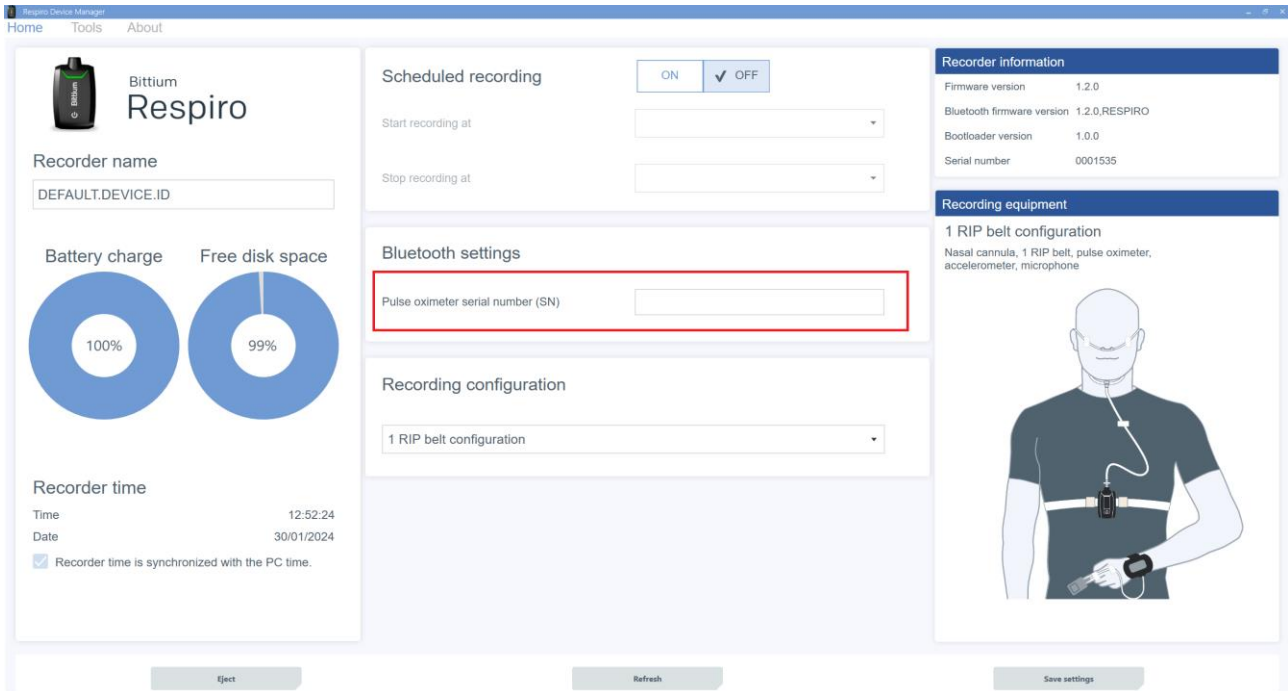 Respiro Device Manager
Home Tools About
Bittium
Bittium
Respiro
Recorder name
DEFAULT.DEVICE.ID
Battery charge Free disk space
100% 99%
Recorder time
Time 12:52:24
Date 30/01/2024
Recorder time is synchronized with the PC time.
Scheduled recording ON OFF
Start recording at
Stop recording at
Bluetooth settings
Pulse oximeter serial number (SN)
Recording configuration
1 RIP belt configuration
Recorder information
Firmware version 1.2.0
Bluetooth firmware version 1.2.0,RESPIRO
Bootloader version 1.0.0
Serial number 0001535
Recording equipment
1 RIP belt configuration
Nasal cannula, 1 RIP belt, pulse oximeter,
accelerometer, microphone
Eject Refresh Save settings